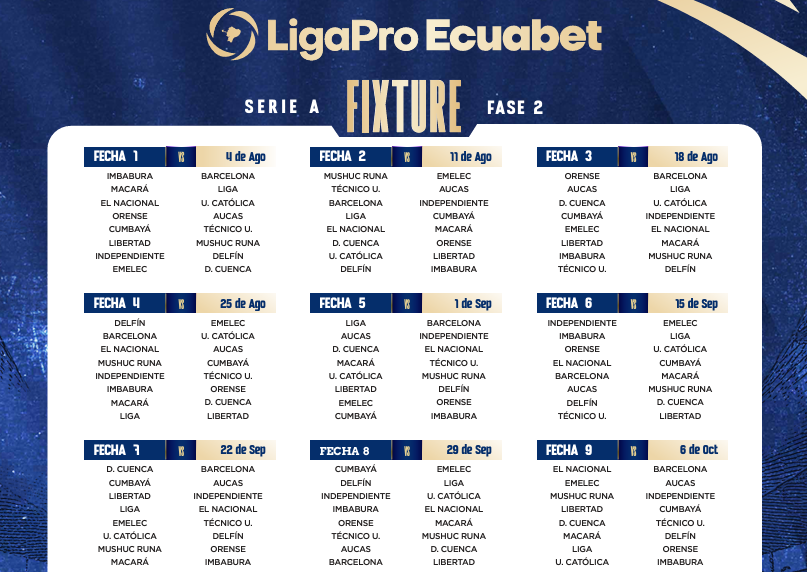 LigaPro Ecuabet
SERIE A FIXTURE FASE 2
FECHA 1 VS 4 de Ago
IMBABURA BARCELONA
MACARÁ LIGA
EL NACIONAL U. CATÓLICA
ORENSE AUCAS
CUMBAYÁ TÉCNICO U.
LIBERTAD MUSHUC RUNA
INDEPENDIENTE DELFÍN
EMELEC D. CUENCA
FECHA 2 VS 11 de Ago
MUSHUC RUNA EMELEC
TÉCNICO U. AUCAS
BARCELONA INDEPENDIENTE
LIGA CUMBAYÁ
EL NACIONAL MACARÁ
D. CUENCA ORENSE
U. CATÓLICA LIBERTAD
DELFÍN IMBABURA
FECHA 3 VS 18 de Ago
ORENSE BARCELONA
AUCAS LIGA
D. CUENCA U. CATÓLICA
CUMBAYÁ INDEPENDIENTE
EMELEC EL NACIONAL
LIBERTAD MACARÁ
IMBABURA MUSHUC RUNA
TÉCNICO U. DELFÍN
FECHA 4 VS 25 de Ago
DELFÍN EMELEC
BARCELONA U. CATÓLICA
EL NACIONAL AUCAS
MUSHUC RUNA CUMBAYÁ
INDEPENDIENTE TÉCNICO U.
IMBABURA ORENSE
MACARÁ D. CUENCA
LIGA LIBERTAD
FECHA 5 VS 1 de Sep
LIGA BARCELONA
AUCAS INDEPENDIENTE
D. CUENCA EL NACIONAL
MACARÁ TÉCNICO U.
U. CATÓLICA MUSHUC RUNA
LIBERTAD DELFÍN
EMELEC ORENSE
CUMBAYÁ IMBABURA
FECHA 6 VS 15 de Sep
INDEPENDIENTE EMELEC
IMBABURA LIGA
ORENSE U. CATÓLICA
EL NACIONAL CUMBAYÁ
BARCELONA MACARÁ
AUCAS MUSHUC RUNA
DELFÍN D. CUENCA
TÉCNICO U. LIBERTAD
FECHA 7 VS 22 de Sep
D. CUENCA BARCELONA
CUMBAYÁ AUCAS
LIBERTAD INDEPENDIENTE
LIGA EL NACIONAL
EMELEC TÉCNICO U.
U. CATÓLICA DELFÍN
MUSHUC RUNA ORENSE
MACARÁ IMBABURA
FECHA 8 VS 29 de Sep
CUMBAYÁ EMELEC
DELFÍN LIGA
INDEPENDIENTE U. CATÓLICA
IMBABURA EL NACIONAL
ORENSE MACARÁ
TÉCNICO U. MUSHUC RUNA
AUCAS D. CUENCA
BARCELONA LIBERTAD
FECHA 9 VS 6 de Oct
EL NACIONAL BARCELONA
EMELEC AUCAS
MUSHUC RUNA INDEPENDIENTE
LIBERTAD CUMBAYÁ
D. CUENCA TÉCNICO U.
MACARÁ DELFÍN
LIGA ORENSE
U. CATÓLICA IMBABURA